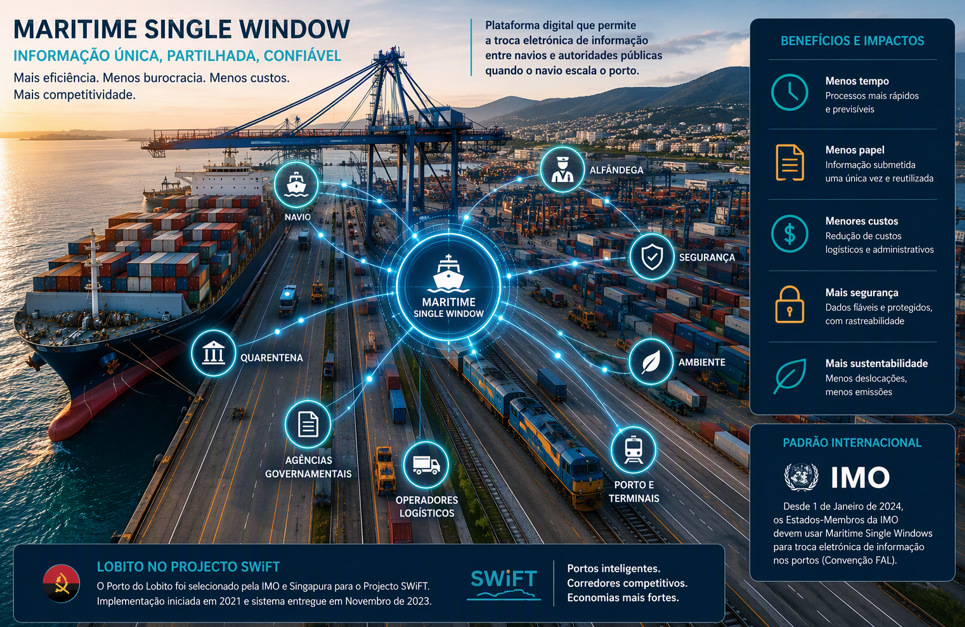 MARITIME SINGLE WINDOW
INFORMAÇÃO ÚNICA, PARTILHADA, CONFIÁVEL
Mais eficiência. Menos burocracia. Menos custos.
Mais competitividade.
Plataforma digital que permite
a troca eletrónica de informação
entre navios e autoridades públicas
quando o navio escala o porto.
NAVIO
ALFÂNDEGA
SEGURANÇA
MARITIME
SINGLE WINDOW
QUARENTENA
AMBIENTE
AGÊNCIAS
GOVERNAMENTAIS
OPERADORES
LOGÍSTICOS
PORTO E
TERMINAIS
BENEFÍCIOS E IMPACTOS
Menos tempo
Processos mais rápidos
e previsíveis
Menos papel
Informação submetida
uma única vez e reutilizada
$
Menores custos
Redução de custos
logísticos e administrativos
Mais segurança
Dados fiáveis e protegidos,
com rastreabilidade
Mais sustentabilidade
Menos deslocações,
menos emissões
PADRÃO INTERNACIONAL
IMO
Desde 1 de Janeiro de 2024,
os Estados-Membros da IMO
devem usar Maritime Single Windows
para troca eletrónica de informação
nos portos (Convenção FAL).
LOBITO NO PROJECTO SWiFT
O Porto do Lobito foi selecionado pela IMO e Singapura para o Projecto SWiFT.
Implementação iniciada em 2021 e sistema entregue em Novembro de 2023.
SWiFT
Portos inteligentes.
Corredores competitivos.
Economias mais fortes.